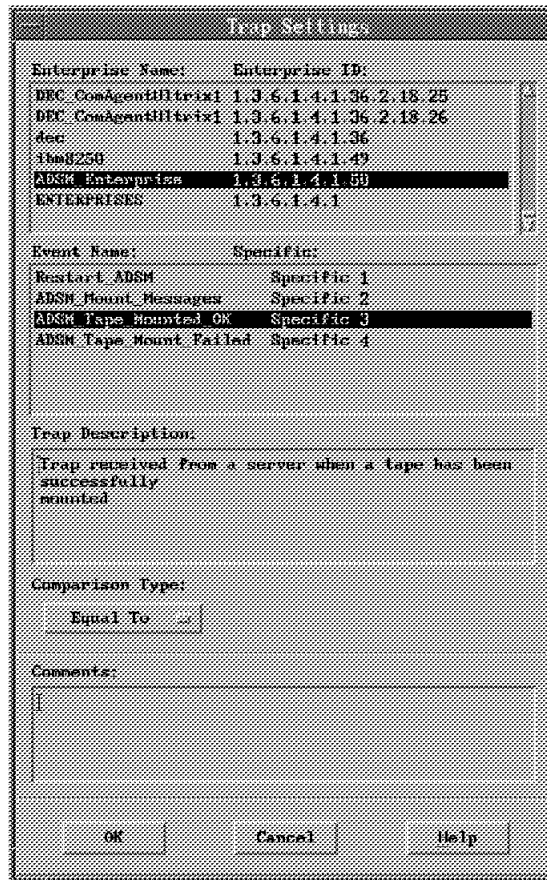 Trap Settings
Enterprise Name: Enterprise ID:
DEC_ComAgentUltrix1 1.3.6.1.4.1.36.2.18.25
DEC_ComAgentUltrix1 1.3.6.1.4.1.36.2.18.26
dec 1.3.6.1.4.1.36
ibm8250 1.3.6.1.4.1.49
ADSM_Enterprise 1.3.6.1.4.1.50
ENTERPRISES 1.3.6.1.4.1
Event Name: Specific:
Restart_ADSM Specific 1
ADSM_Mount_Messages Specific 2
ADSM_Tape_Mounted_OK Specific 3
ADSM_Tape_Mount_Failed Specific 4
Trap Description:
Trap received from a server when a tape has been
successfully
mounted
Comparison Type:
Equal To
Comments:
OK Cancel Help